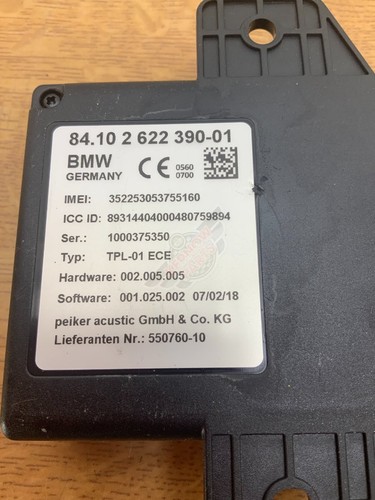 84.10 2 622 390-01
BMW
GERMANY
CE 0560
0700
IMEI: 352253053755160
ICC ID: 89314404000480759894
Ser.: 1000375350
Typ: TPL-01 ECE
Hardware: 002.005.005
Software: 001.025.002 07/02/18
peiker acustic GmbH & Co. KG
Lieferanten Nr.: 550760-10